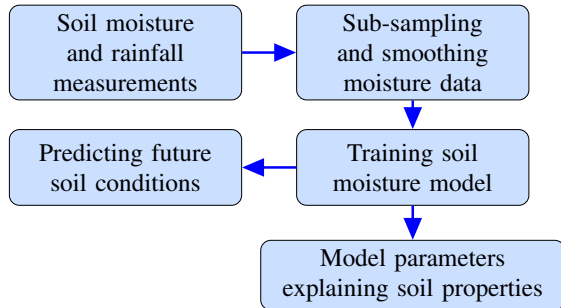 Soil moisture
and rainfall
measurements
Sub-sampling
and smoothing
moisture data
Predicting future
soil conditions
Training soil
moisture model
Model parameters
explaining soil properties